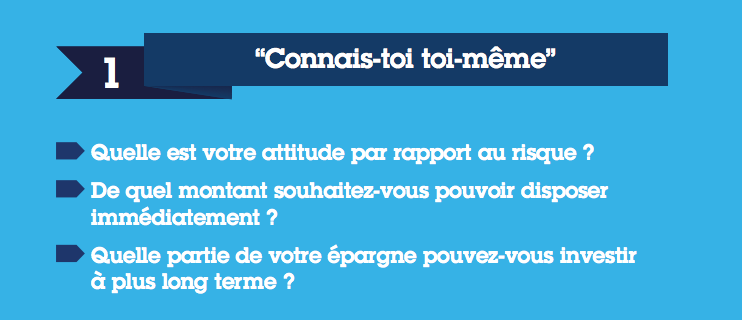 1
“Connais-toi toi-même”
Quelle est votre attitude par rapport au risque ?
De quel montant souhaitez-vous pouvoir disposer
immédiatement ?
Quelle partie de votre épargne pouvez-vous investir
à plus long terme ?